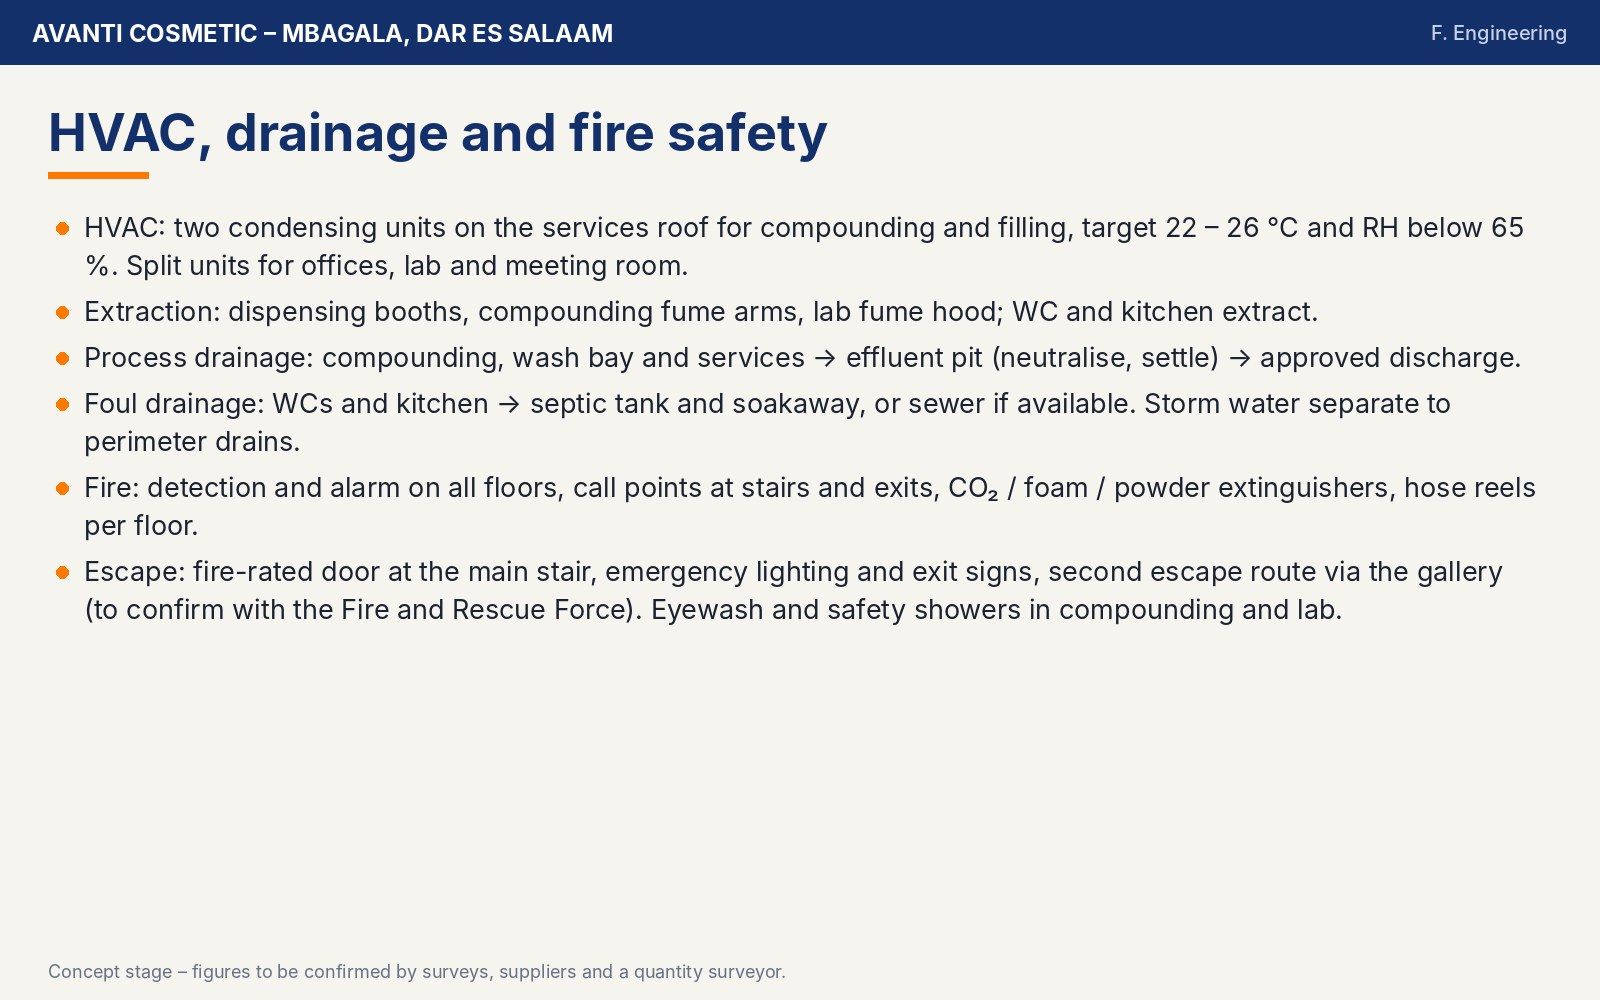 AVANTI COSMETIC – MBAGALA, DAR ES SALAAM
F. Engineering
HVAC, drainage and fire safety
HVAC: two condensing units on the services roof for compounding and filling, target 22 – 26 °C and RH below 65
%. Split units for offices, lab and meeting room.
Extraction: dispensing booths, compounding fume arms, lab fume hood; WC and kitchen extract.
Process drainage: compounding, wash bay and services → effluent pit (neutralise, settle) → approved discharge.
Foul drainage: WCs and kitchen → septic tank and soakaway, or sewer if available. Storm water separate to
perimeter drains.
Fire: detection and alarm on all floors, call points at stairs and exits, CO₂ / foam / powder extinguishers, hose reels
per floor.
Escape: fire-rated door at the main stair, emergency lighting and exit signs, second escape route via the gallery
(to confirm with the Fire and Rescue Force). Eyewash and safety showers in compounding and lab.
Concept stage – figures to be confirmed by surveys, suppliers and a quantity surveyor.